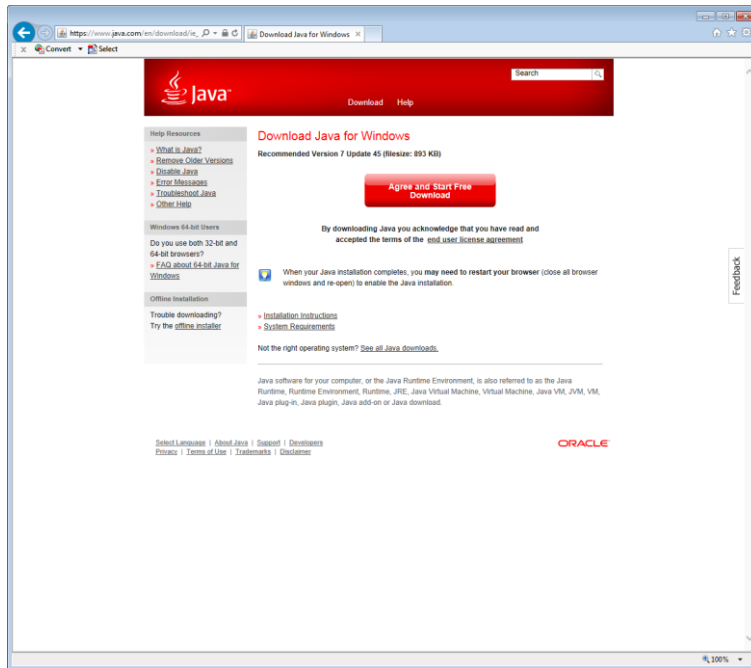 https://www.java.com/en/download/ie_
Download Java for Windows
x Convert Select
Search
Java
Download Help
Help Resources
» What is Java?
» Remove Older Versions
» Disable Java
» Error Messages
» Troubleshoot Java
» Other Help
Windows 64-bit Users
Do you use both 32-bit and
64-bit browsers?
» FAQ about 64-bit Java for
Windows
Offline Installation
Trouble downloading?
Try the offline installer
Download Java for Windows
Recommended Version 7 Update 45 (filesize: 893 KB)
Agree and Start Free
Download
By downloading Java you acknowledge that you have read and
accepted the terms of the end user license agreement
When your Java installation completes, you may need to restart your browser (close all browser
windows and re-open) to enable the Java installation.
» Installation Instructions
» System Requirements
Not the right operating system? See all Java downloads.
Java software for your computer, or the Java Runtime Environment, is also referred to as the Java
Runtime, Runtime Environment, Runtime, JRE, Java Virtual Machine, Virtual Machine, Java VM, JVM, VM,
Java plug-in, Java plugin, Java add-on or Java download.
Feedback
Select Language | About Java | Support | Developers
Privacy | Terms of Use | Trademarks | Disclaimer
ORACLE
100%